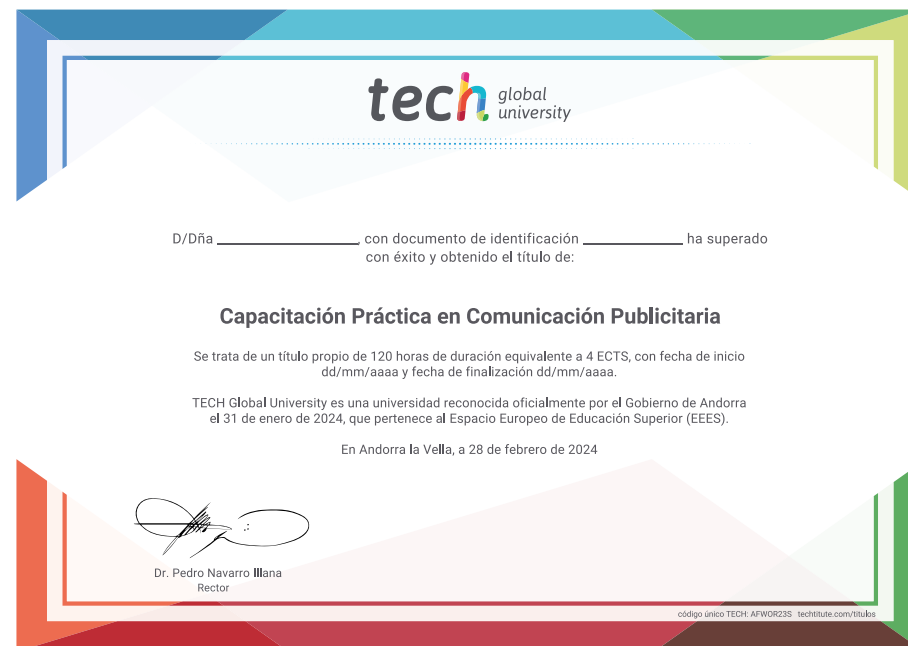 tech global university
D/Dña ____________________, con documento de identificación ______________ ha superado
con éxito y obtenido el título de:
Capacitación Práctica en Comunicación Publicitaria
Se trata de un título propio de 120 horas de duración equivalente a 4 ECTS, con fecha de inicio
dd/mm/aaaa y fecha de finalización dd/mm/aaaa.
TECH Global University es una universidad reconocida oficialmente por el Gobierno de Andorra
el 31 de enero de 2024, que pertenece al Espacio Europeo de Educación Superior (EEES).
En Andorra la Vella, a 28 de febrero de 2024
Dr. Pedro Navarro Illana
Rector
código único TECH: AFWOR23S techtitute.com/titulos